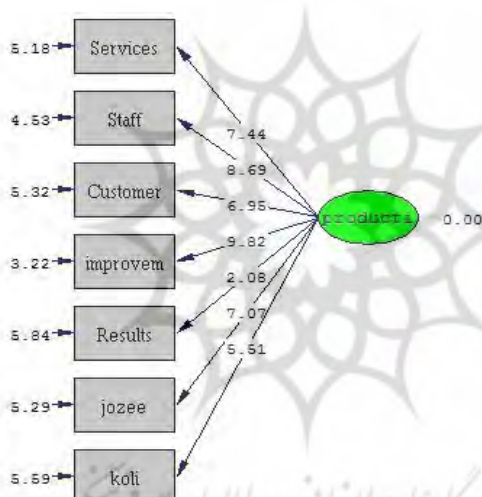 5.18 Services
4.53 Staff
5.32 Customer
3.22 improvem
5.84 Results
5.29 jozee
5.59 koli
7.44
8.69
6.95
9.82
2.08
7.07
5.51
producra 0.00